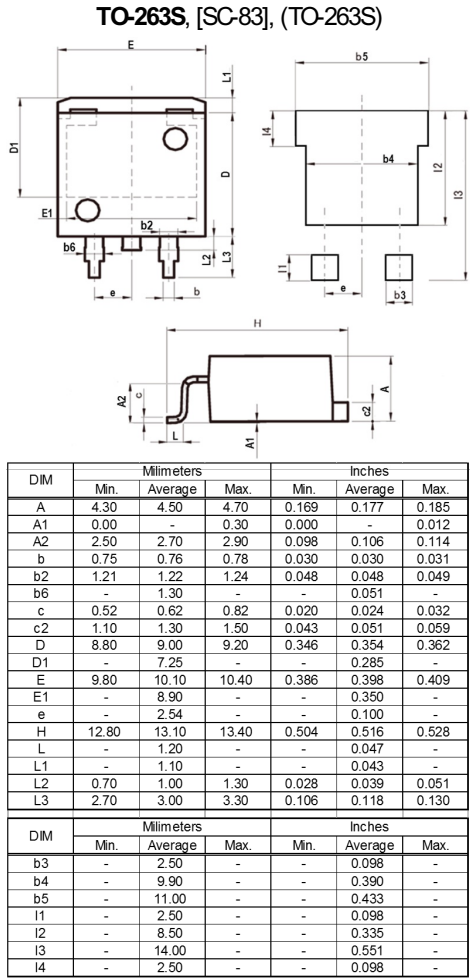 TO-263S, [SC-83], (TO-263S)
E
L1
D1
D
E1
b2
b6
L2
L3
e
b
b5
l4
b4
l2
l3
l1
e
b3
H
A2
c
L
A1
c2
A
DIM Milimeters Inches
Min. Average Max. Min. Average Max.
A 4.30 4.50 4.70 0.169 0.177 0.185
A1 0.00 - 0.30 0.000 - 0.012
A2 2.50 2.70 2.90 0.098 0.106 0.114
b 0.75 0.76 0.78 0.030 0.030 0.031
b2 1.21 1.22 1.24 0.048 0.048 0.049
b6 - 1.30 - - 0.051 -
c 0.52 0.62 0.82 0.020 0.024 0.032
c2 1.10 1.30 1.50 0.043 0.051 0.059
D 8.80 9.00 9.20 0.346 0.354 0.362
D1 - 7.25 - - 0.285 -
E 9.80 10.10 10.40 0.386 0.398 0.409
E1 - 8.90 - - 0.350 -
e - 2.54 - - 0.100 -
H 12.80 13.10 13.40 0.504 0.516 0.528
L - 1.20 - - 0.047 -
L1 - 1.10 - - 0.043 -
L2 0.70 1.00 1.30 0.028 0.039 0.051
L3 2.70 3.00 3.30 0.106 0.118 0.130
DIM Milimeters Inches
Min. Average Max. Min. Average Max.
b3 - 2.50 - - 0.098 -
b4 - 9.90 - - 0.390 -
b5 - 11.00 - - 0.433 -
l1 - 2.50 - - 0.098 -
l2 - 8.50 - - 0.335 -
l3 - 14.00 - - 0.551 -
l4 - 2.50 - - 0.098 -